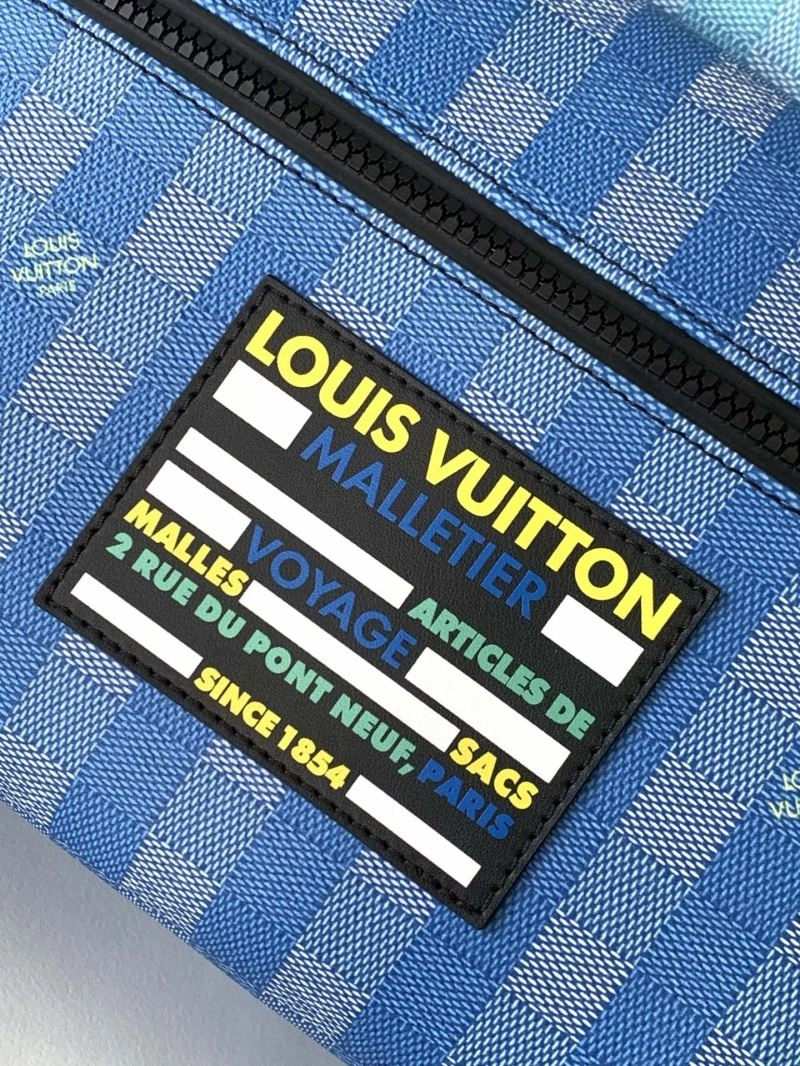 LOUIS
VUITTON
PARIS
LOUIS VUITTON
MALLETIER
ARTICLES DE
VOYAGE
MALLES SACS
2 RUE DU PONT NEUF, PARIS
SINCE 1854